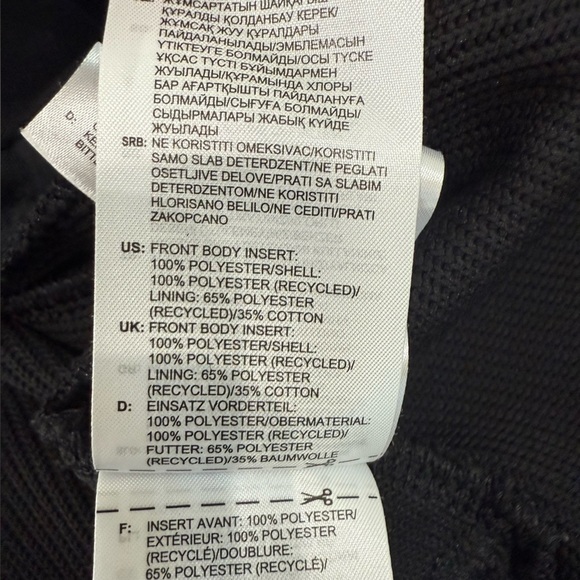 ЖҰМСАРТАТЫН ШАЙҚАҒЫШ
ҚҰРАЛДЫ ҚОЛДАНБАУ КЕРЕК/
ЖҰМСАҚ ЖУУ ҚҰРАЛДАРЫ
ПАЙДАЛАНЫЛАДЫ/ЭМБЛЕМАСЫН
ҮТІКТЕУГЕ БОЛМАЙДЫ/ОСЫ ТҮСКЕ
ҰҚСАС ТҮСТІ БҰЙЫМДАРМЕН
ЖУЫЛАДЫ/ҚҰРАМЫНДА ХЛОРЫ
БАР АҒАРТҚЫШТЫ ПАЙДАЛАНУҒА
БОЛМАЙДЫ/СЫҒУҒА БОЛМАЙДЫ/
СЫДЫРМАЛАРЫ ЖАБЫҚ КҮЙДЕ
ЖУЫЛАДЫ
SRB: NE KORISTITI OMEKSIVAC/KORISTITI
SAMO SLAB DETERDZENT/NE PEGLATI
OSETLJIVE DELOVE/PRATI SA SLABIM
DETERDZENTOM/NE KORISTITI
HLORISANO BELILO/NE CEDITI/PRATI
ZAKOPCANO
US: FRONT BODY INSERT:
100% POLYESTER/SHELL:
100% POLYESTER (RECYCLED)/
LINING: 65% POLYESTER
(RECYCLED)/35% COTTON
UK: FRONT BODY INSERT:
100% POLYESTER/SHELL:
100% POLYESTER (RECYCLED)/
LINING: 65% POLYESTER
(RECYCLED)/35% COTTON
D: EINSATZ VORDERTEIL:
100% POLYESTER/OBERMATERIAL:
100% POLYESTER (RECYCLED)/
FUTTER: 65% POLYESTER
(RECYCLED)/35% BAUMWOLLE
F: INSERT AVANT: 100% POLYESTER/
EXTÉRIEUR: 100% POLYESTER
(RECYCLÉ)/DOUBLURE:
65% POLYESTER (RECYCLÉ)/
D: